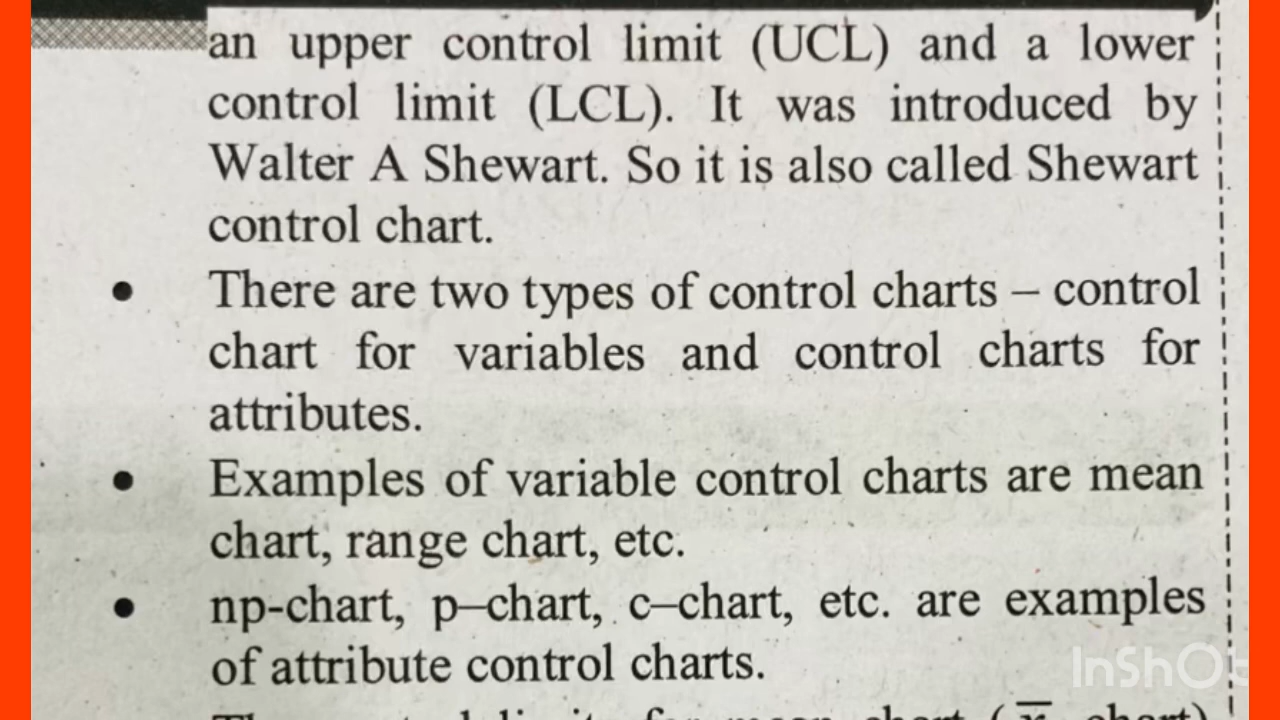 an upper control limit (UCL) and a lower
control limit (LCL). It was introduced by
Walter A Shewart. So it is also called Shewart
control chart.
• There are two types of control charts – control
chart for variables and control charts for
attributes.
• Examples of variable control charts are mean
chart, range chart, etc.
• np-chart, p–chart, c–chart, etc. are examples
of attribute control charts.
InShOt